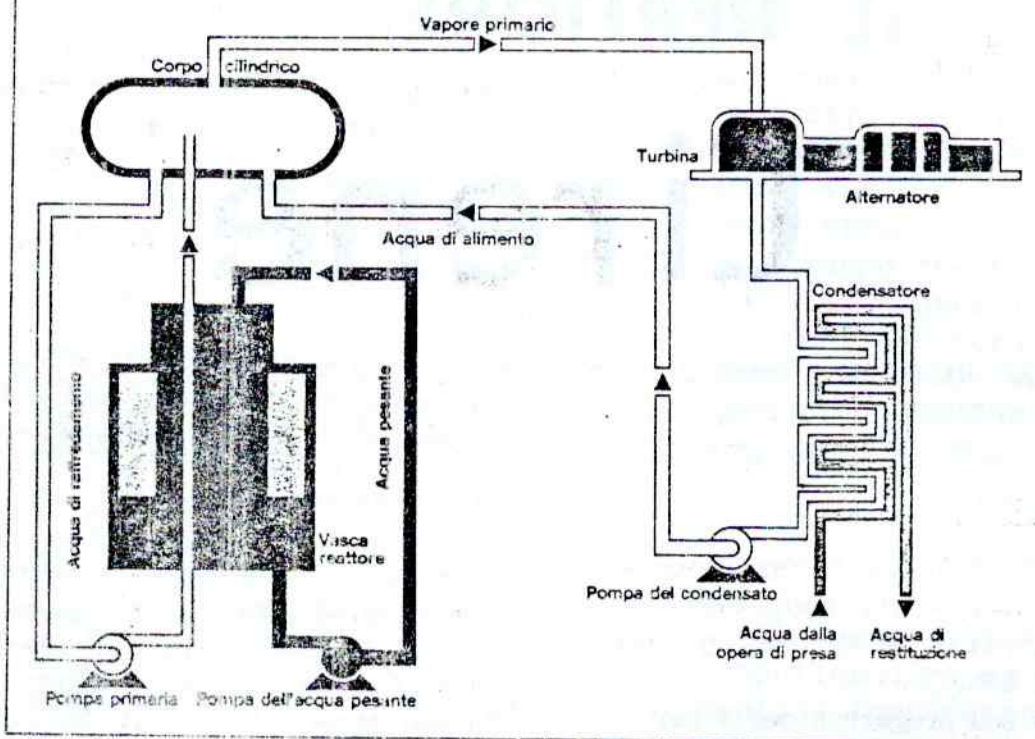 Vapore primario
Corpo cilindrico
Turbina
Alternatore
Acqua di alimento
Condensatore
Acqua di raffreddamento
Acqua pesante
Vasca
reattore
Pompa del condensato
Acqua dalla
opera di presa
Acqua di
restituzione
Pompa primaria
Pompa dell'acqua pesante